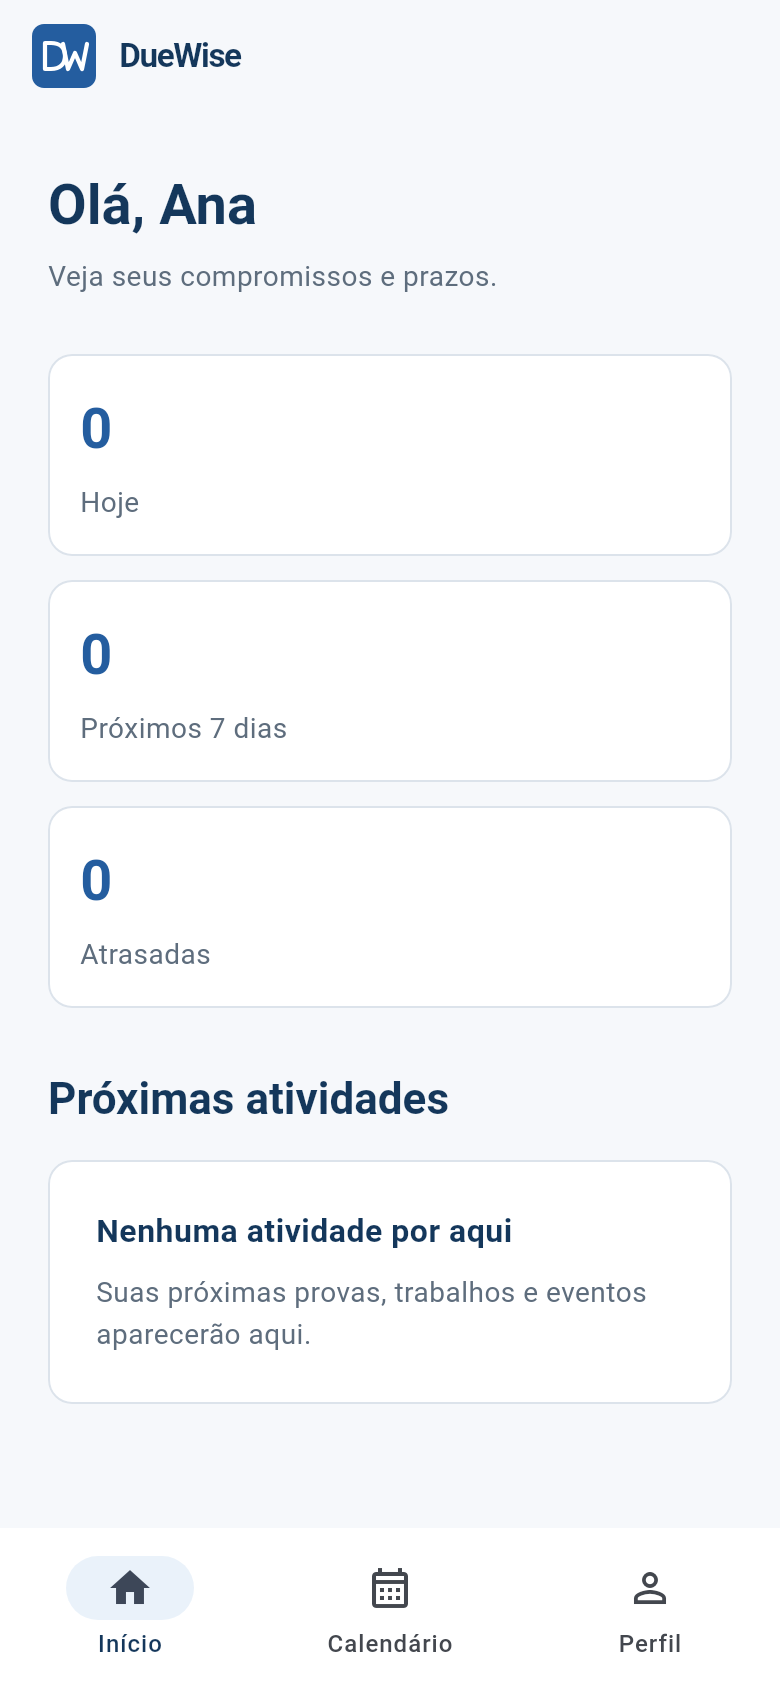 DW DueWise
Olá, Ana
Veja seus compromissos e prazos.
0
Hoje
0
Próximos 7 dias
0
Atrasadas
Próximas atividades
Nenhuma atividade por aqui
Suas próximas provas, trabalhos e eventos
aparecerão aqui.
Início Calendário Perfil